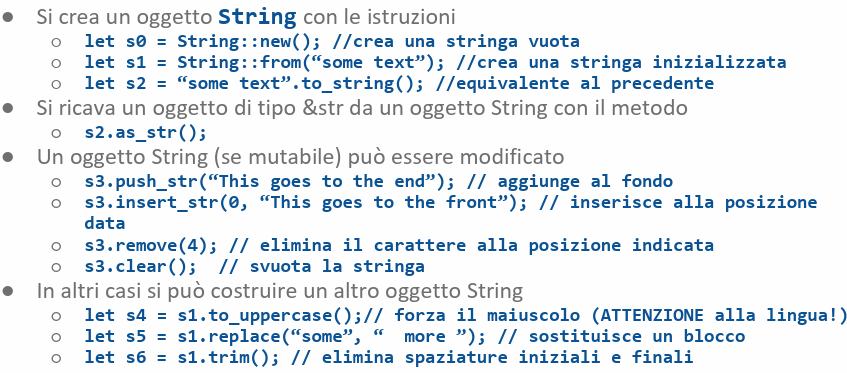 ● Si crea un oggetto String con le istruzioni
○ let s0 = String::new(); //crea una stringa vuota
○ let s1 = String::from(“some text”); //crea una stringa inizializzata
○ let s2 = “some text”.to_string(); //equivalente al precedente
● Si ricava un oggetto di tipo &str da un oggetto String con il metodo
○ s2.as_str();
● Un oggetto String (se mutabile) può essere modificato
○ s3.push_str(“This goes to the end”); // aggiunge al fondo
○ s3.insert_str(0, “This goes to the front”); // inserisce alla posizione
data
○ s3.remove(4); // elimina il carattere alla posizione indicata
○ s3.clear();  // svuota la stringa
● In altri casi si può costruire un altro oggetto String
○ let s4 = s1.to_uppercase();// forza il maiuscolo (ATTENZIONE alla lingua!)
○ let s5 = s1.replace(“some”, “  more ”); // sostituisce un blocco
○ let s6 = s1.trim(); // elimina spaziature iniziali e finali